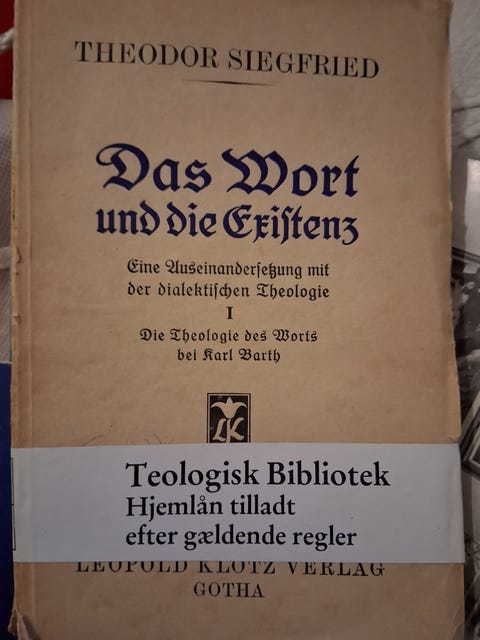 THEODOR SIEGFRIED
Das Wort
und die Existenz
Eine Auseinandersetzung mit
der dialektischen Theologie
I
Die Theologie des Worts
bei Karl Barth
LK
Teologisk Bibliotek
Hjemlån tilladt
efter gældende regler
LEOPOLD KLOTZ VERLAG
GOTHA